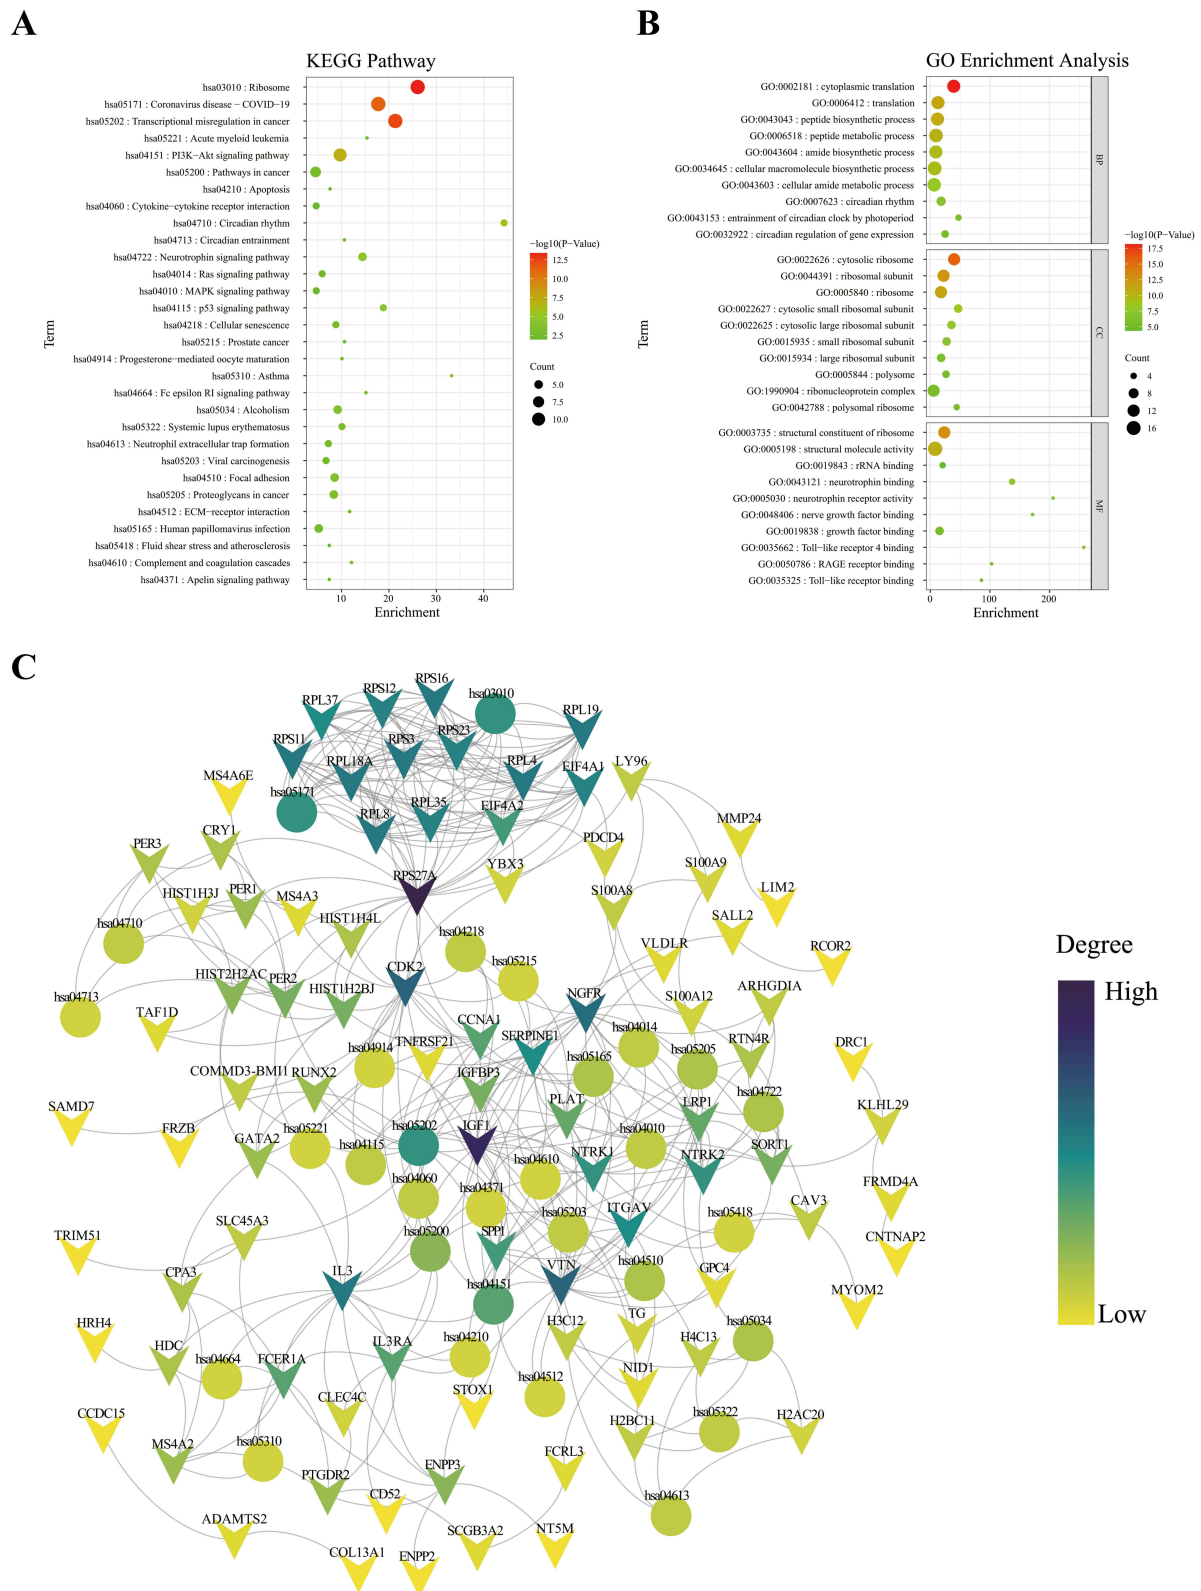 A
KEGG Pathway
Term
hsa03010 : Ribosome
hsa05171 : Coronavirus disease − COVID−19
hsa05202 : Transcriptional misregulation in cancer
hsa05221 : Acute myeloid leukemia
hsa04151 : PI3K−Akt signaling pathway
hsa05200 : Pathways in cancer
hsa04210 : Apoptosis
hsa04060 : Cytokine−cytokine receptor interaction
hsa04710 : Circadian rhythm
hsa04713 : Circadian entrainment
hsa04722 : Neurotrophin signaling pathway
hsa04014 : Ras signaling pathway
hsa04010 : MAPK signaling pathway
hsa04115 : p53 signaling pathway
hsa04218 : Cellular senescence
hsa05215 : Prostate cancer
hsa04914 : Progesterone−mediated oocyte maturation
hsa05310 : Asthma
hsa04664 : Fc epsilon RI signaling pathway
hsa05034 : Alcoholism
hsa05322 : Systemic lupus erythematosus
hsa04613 : Neutrophil extracellular trap formation
hsa05203 : Viral carcinogenesis
hsa04510 : Focal adhesion
hsa05205 : Proteoglycans in cancer
hsa04512 : ECM−receptor interaction
hsa05165 : Human papillomavirus infection
hsa05418 : Fluid shear stress and atherosclerosis
hsa04610 : Complement and coagulation cascades
hsa04371 : Apelin signaling pathway
10 20 30 40
Enrichment
−log10(P−Value)
12.5
10.0
7.5
5.0
2.5
Count
5.0
7.5
10.0
B
GO Enrichment Analysis
Term
GO:0002181 : cytoplasmic translation
GO:0006412 : translation
GO:0043043 : peptide biosynthetic process
GO:0006518 : peptide metabolic process
GO:0043604 : amide biosynthetic process
GO:0034645 : cellular macromolecule biosynthetic process
GO:0043603 : cellular amide metabolic process
GO:0007623 : circadian rhythm
GO:0043153 : entrainment of circadian clock by photoperiod
GO:0032922 : circadian regulation of gene expression
BP
GO:0022626 : cytosolic ribosome
GO:0044391 : ribosomal subunit
GO:0005840 : ribosome
GO:0022627 : cytosolic small ribosomal subunit
GO:0022625 : cytosolic large ribosomal subunit
GO:0015935 : small ribosomal subunit
GO:0015934 : large ribosomal subunit
GO:0005844 : polysome
GO:1990904 : ribonucleoprotein complex
GO:0042788 : polysomal ribosome
CC
GO:0003735 : structural constituent of ribosome
GO:0005198 : structural molecule activity
GO:0019843 : rRNA binding
GO:0043121 : neurotrophin binding
GO:0005030 : neurotrophin receptor activity
GO:0048406 : nerve growth factor binding
GO:0019838 : growth factor binding
GO:0035662 : Toll−like receptor 4 binding
GO:0050786 : RAGE receptor binding
GO:0035325 : Toll−like receptor binding
MF
0 100 200
Enrichment
−log10(P−Value)
17.5
15.0
12.5
10.0
7.5
5.0
Count
4
8
12
16
C
RPS16
RPS12
hsa03010
RPL37
RPL19
RPS11
RPS3
RPS23
RPL18A
RPL4
EIF4A1
LY96
MS4A6E
hsa05171
RPL8
RPL35
EIF4A2
MMP24
PER3
CRY1
PDCD4
YBX3
S100A9
RPS27A
LIM2
HIST1H3J
PER1
MS4A3
S100A8
SALL2
hsa04710
HIST1H4L
hsa04218
VLDLR
RCOR2
hsa05215
CDK2
HIST2H2AC
PER2
HIST1H2BJ
NGFR
ARHGDIA
hsa04713
TAF1D
S100A12
CCNA1
SERPINE1
hsa04014
RTN4R
DRC1
hsa04914
TNFRSF21
hsa05165
hsa05205
COMMD3-BMI1
RUNX2
IGFBP3
hsa04722
SAMD7
PLAT
LRP1
KLHL29
FRZB
GATA2
hsa05221
hsa04115
hsa05202
IGF1
hsa04010
NTRK1
NTRK2
SORT1
hsa04610
hsa04060
hsa04371
FRMD4A
SLC45A3
hsa05203
ITGAV
hsa05418
CAV3
TRIM51
hsa05200
SPP1
CNTNAP2
CPA3
IL3
VTN
hsa04510
GPC4
MYOM2
hsa04151
HRH4
H3C12
TG
H4C13
hsa05034
HDC
hsa04664
FCER1A
IL3RA
hsa04210
NID1
CLEC4C
STOX1
hsa04512
CCDC15
H2BC11
hsa05322
H2AC20
MS4A2
hsa05310
FCRL3
PTGDR2
ENPP3
CD52
hsa04613
ADAMTS2
SCGB3A2
NT5M
COL13A1
ENPP2
Degree
High
Low